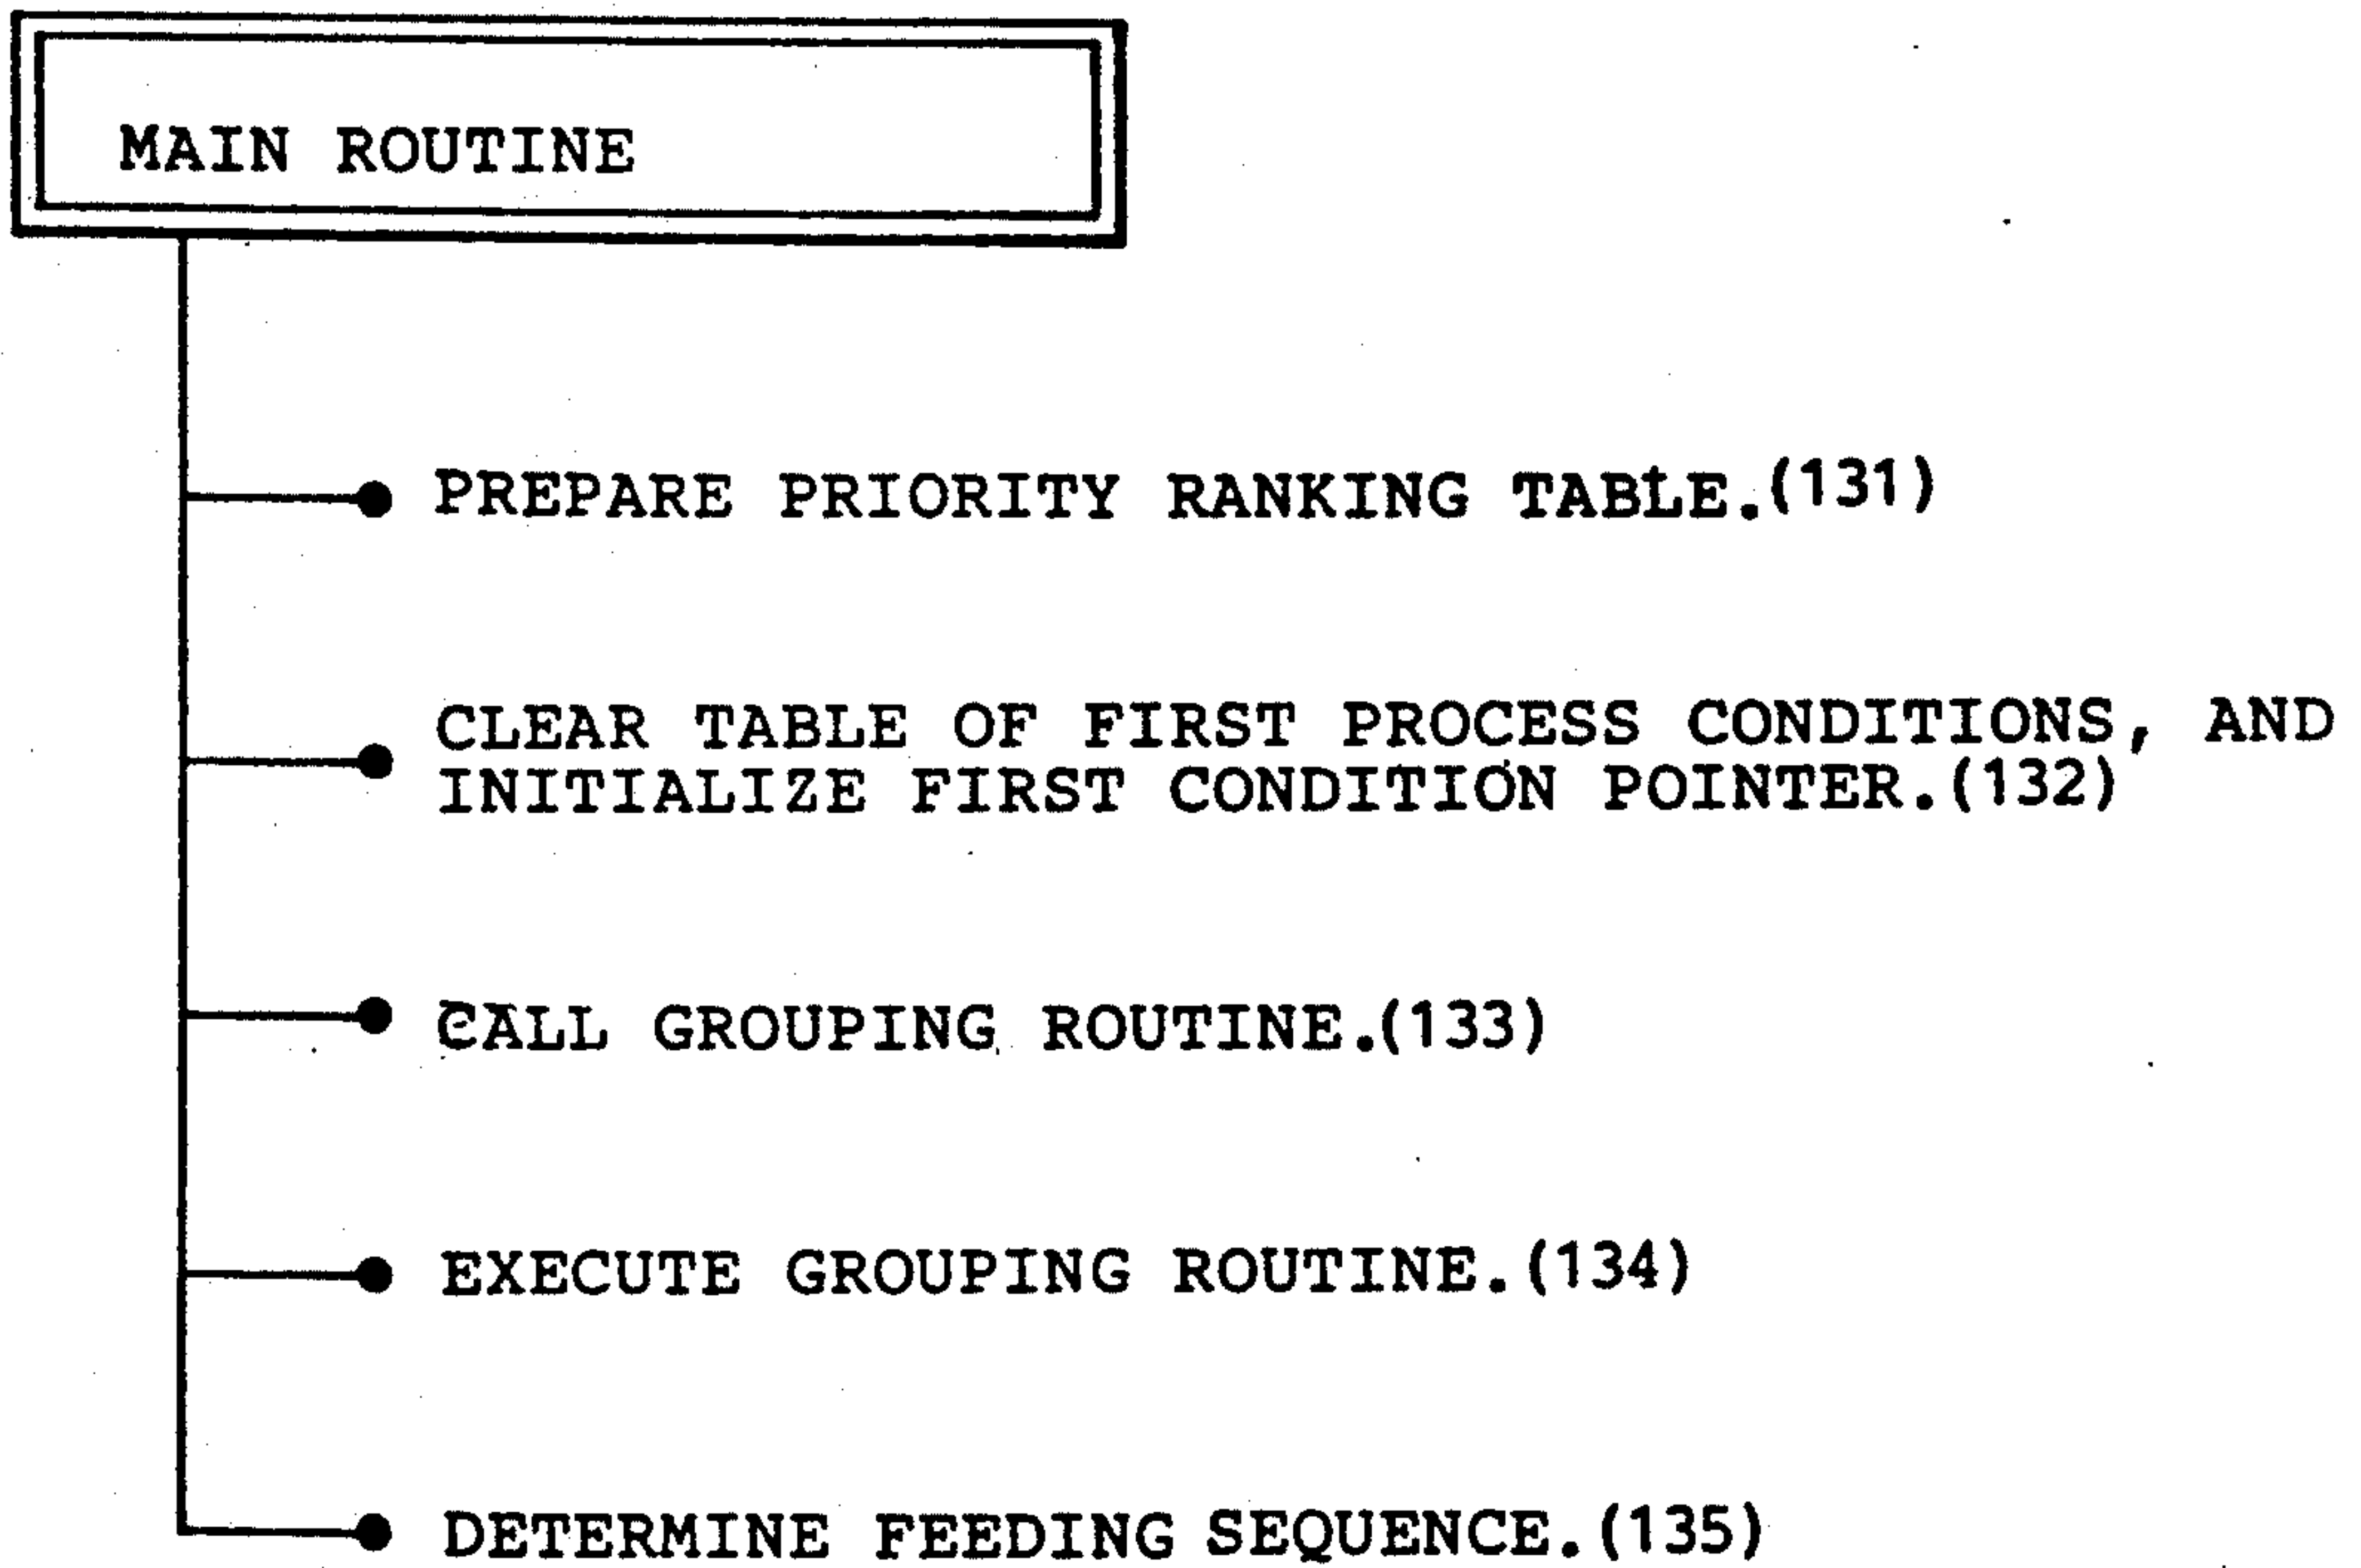 MAIN ROUTINE
PREPARE PRIORITY RANKING TABLE.(131)
CLEAR TABLE OF FIRST PROCESS CONDITIONS, AND
INITIALIZE FIRST CONDITION POINTER.(132)
CALL GROUPING ROUTINE.(133)
EXECUTE GROUPING ROUTINE.(134)
DETERMINE FEEDING SEQUENCE.(135)